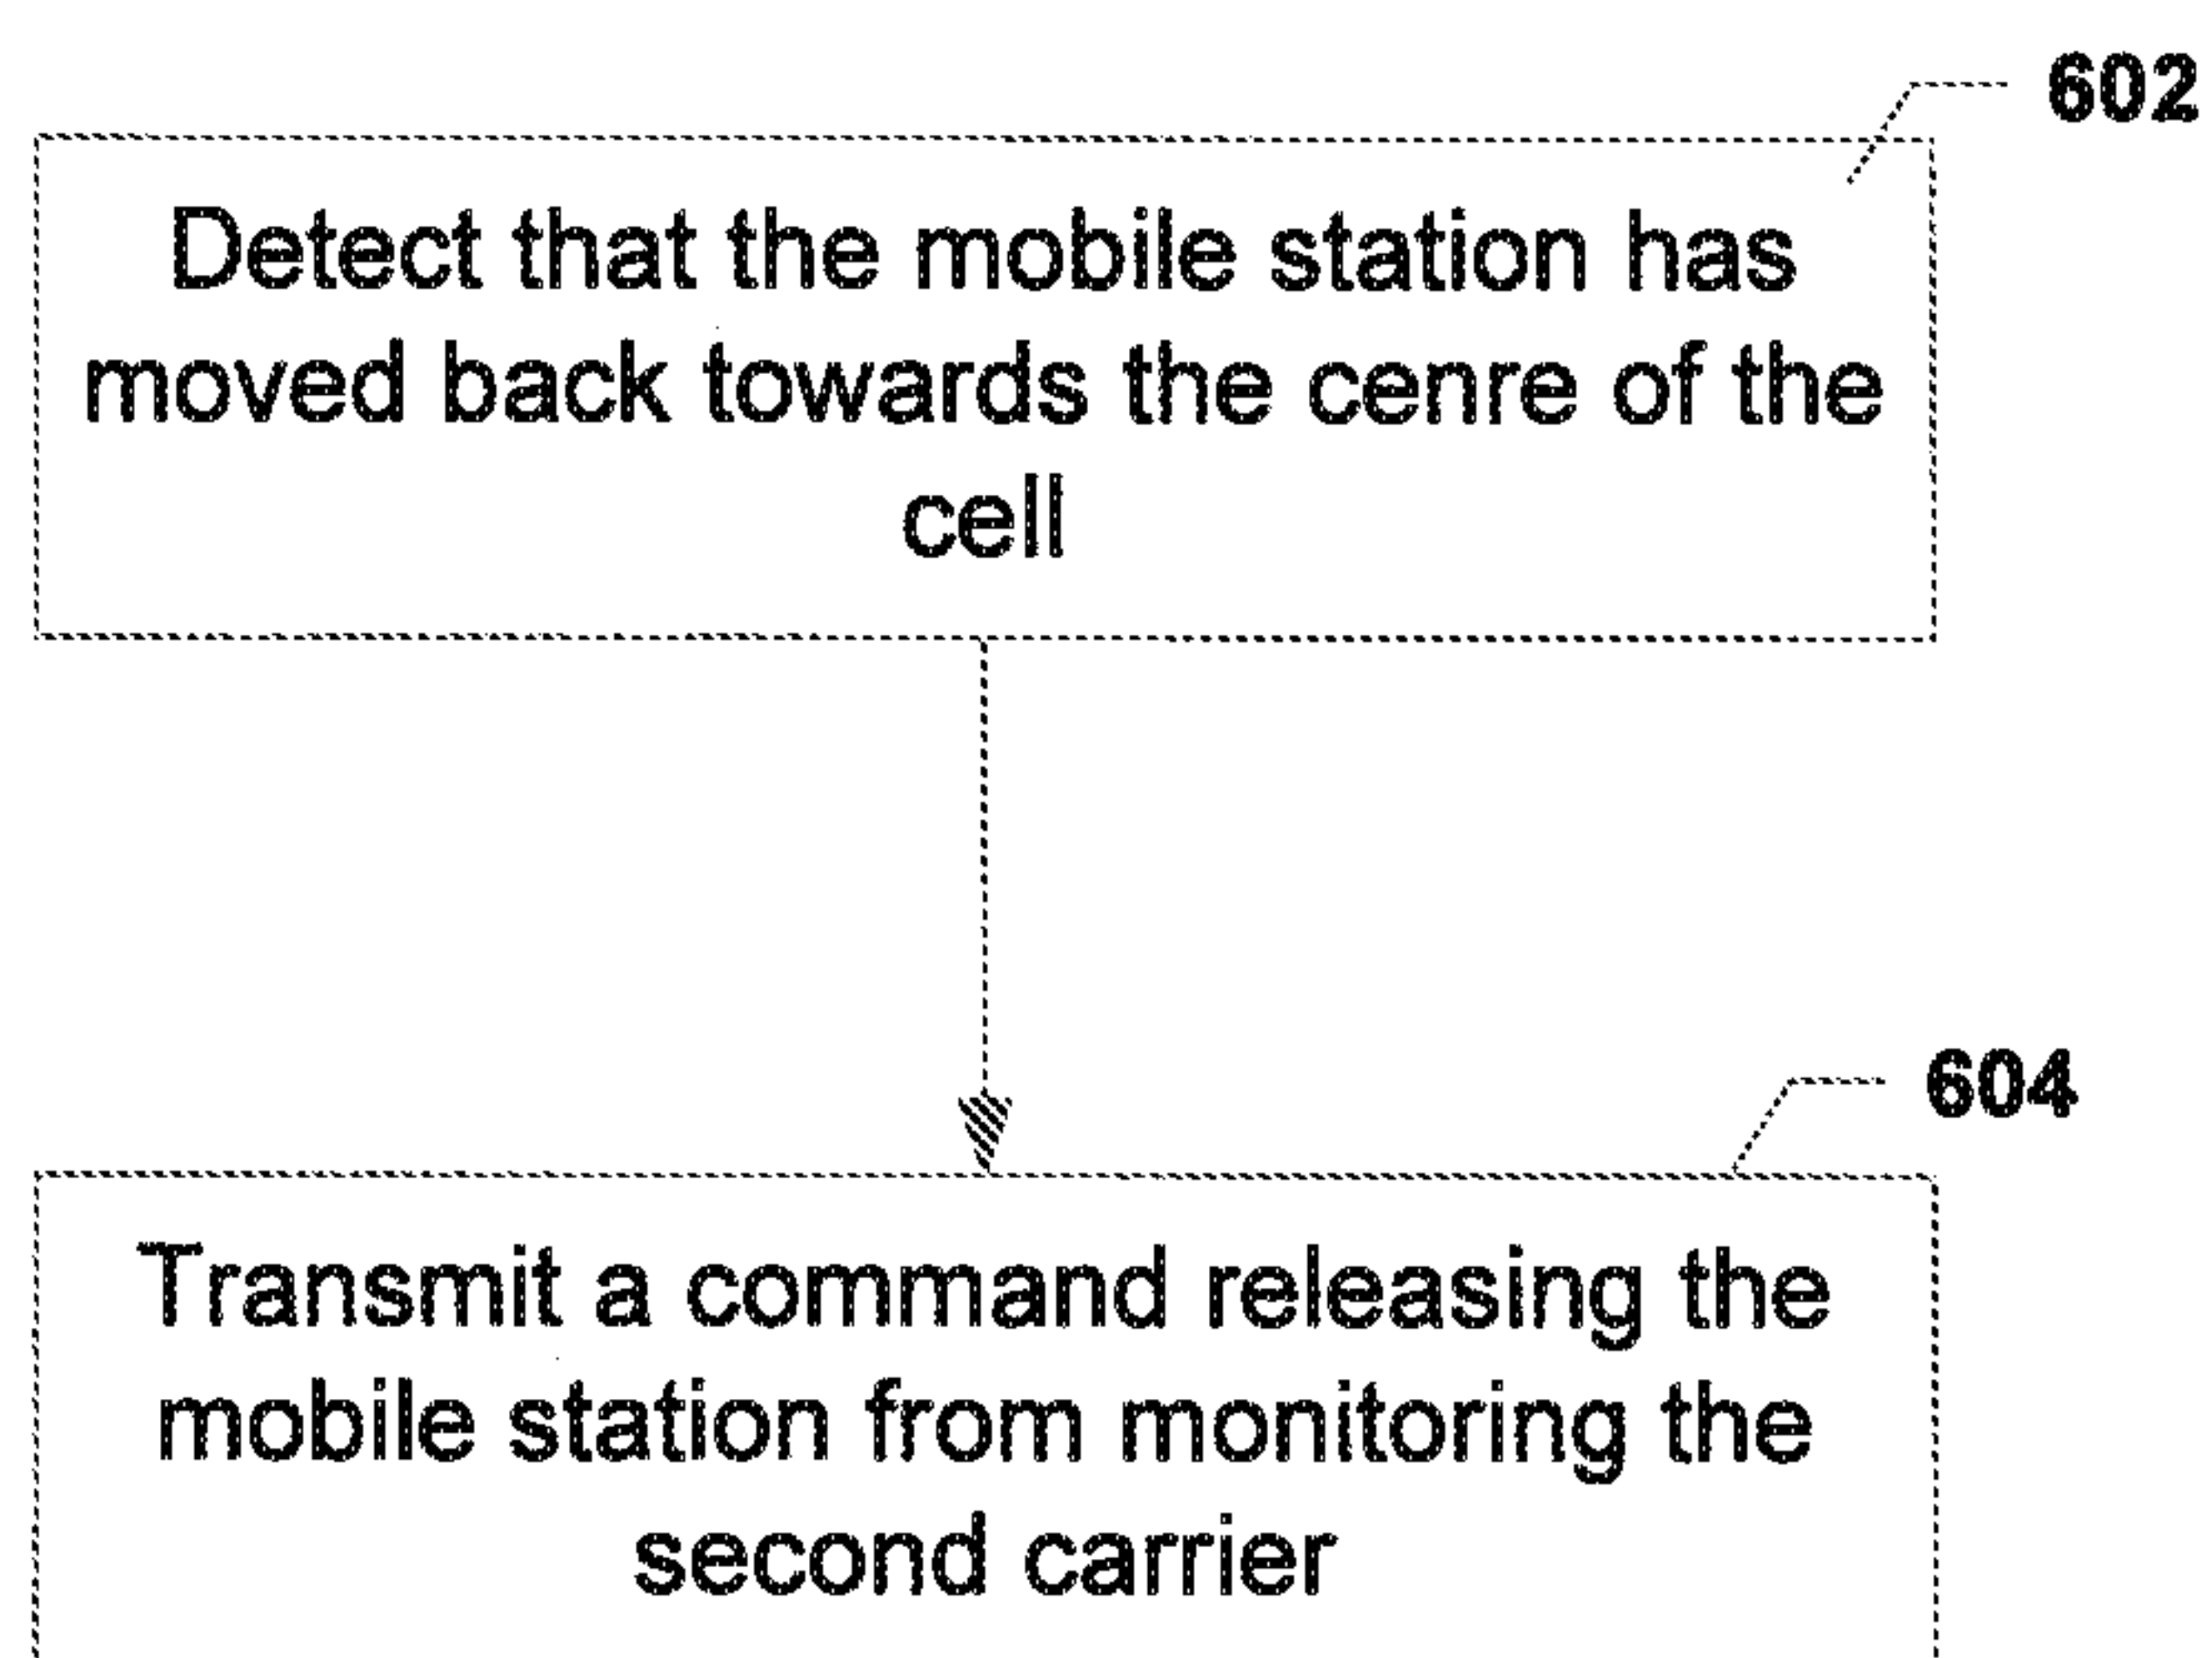 602
Detect that the mobile station has
moved back towards the cenre of the
cell
604
Transmit a command releasing the
mobile station from monitoring the
second carrier